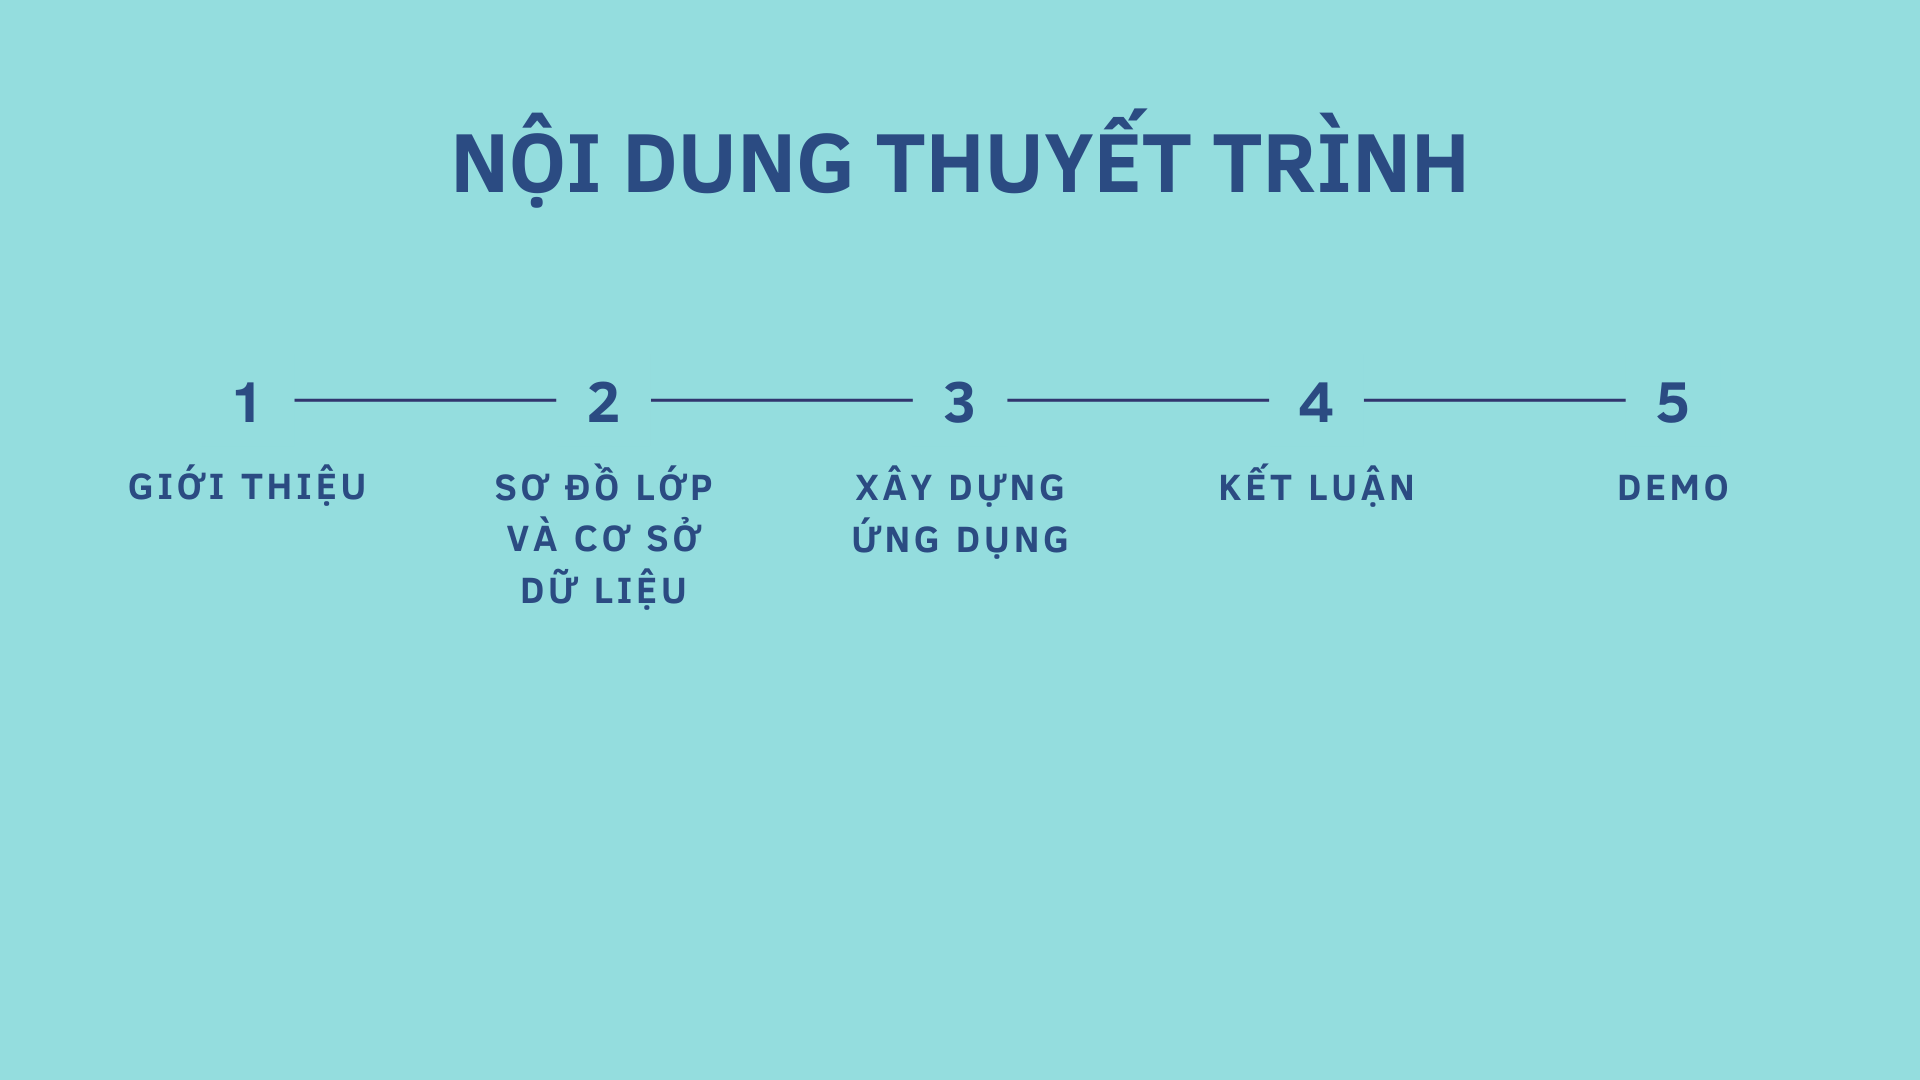 NỘI DUNG THUYẾT TRÌNH
1
GIỚI THIỆU
2
SƠ ĐỒ LỚP
VÀ CƠ SỞ
DỮ LIỆU
3
XÂY DỰNG
ỨNG DỤNG
4
KẾT LUẬN
5
DEMO